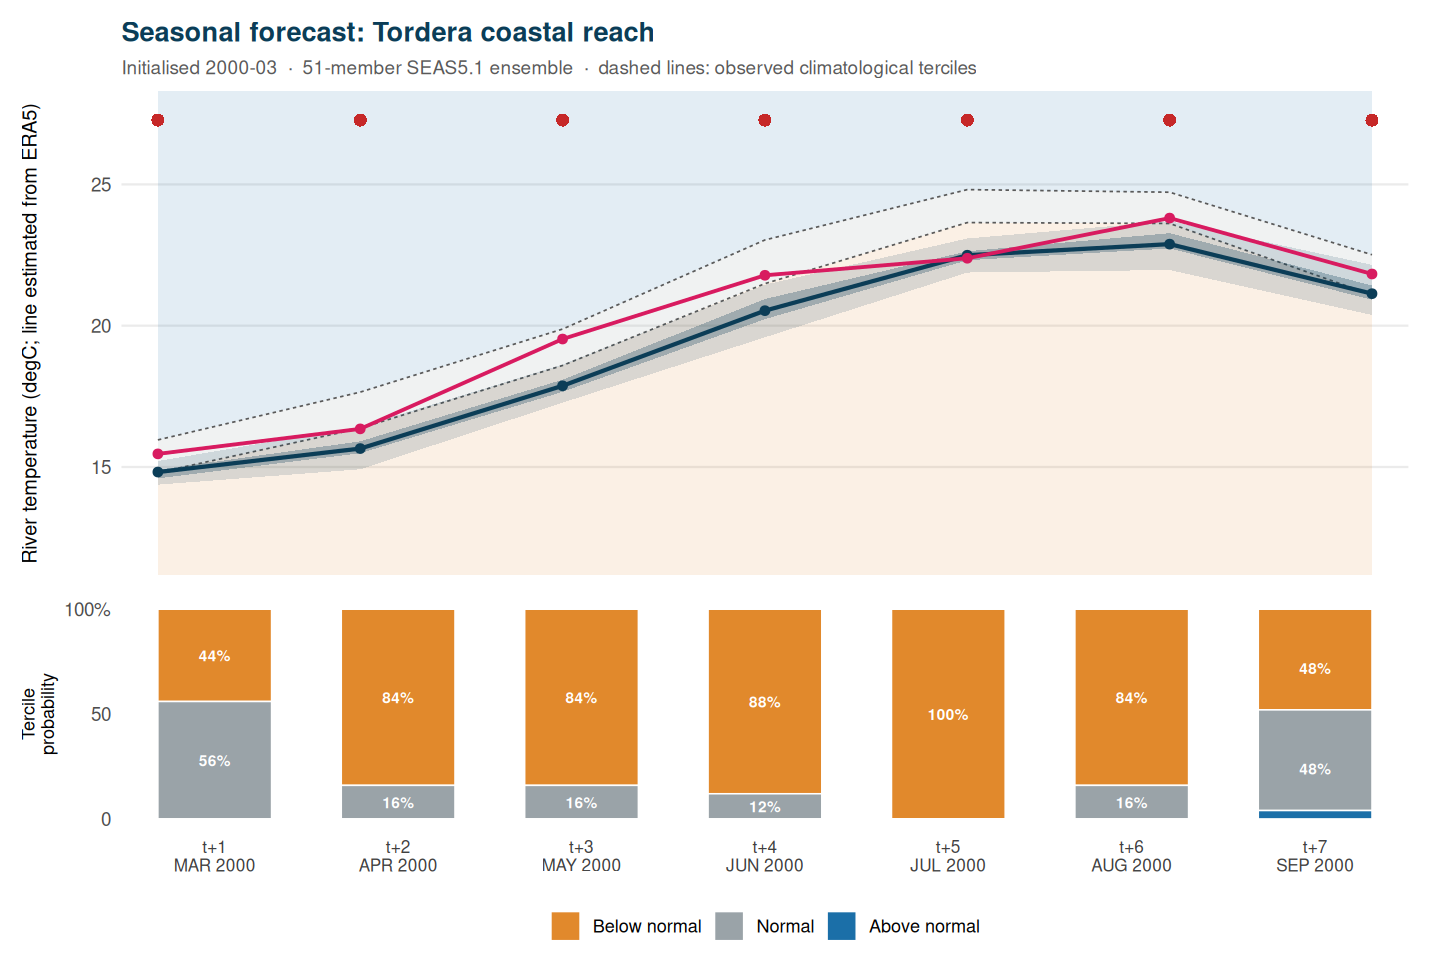 Seasonal forecast: Tordera coastal reach
Initialised 2000-03 · 51-member SEAS5.1 ensemble · dashed lines: observed climatological terciles
River temperature (degC; line estimated from ERA5)
25
20
15
Tercile
probability
100%
50
0
44%
84%
84%
88%
100%
84%
48%
56%
16%
16%
12%
16%
48%
t+1
MAR 2000
t+2
APR 2000
t+3
MAY 2000
t+4
JUN 2000
t+5
JUL 2000
t+6
AUG 2000
t+7
SEP 2000
Below normal
Normal
Above normal